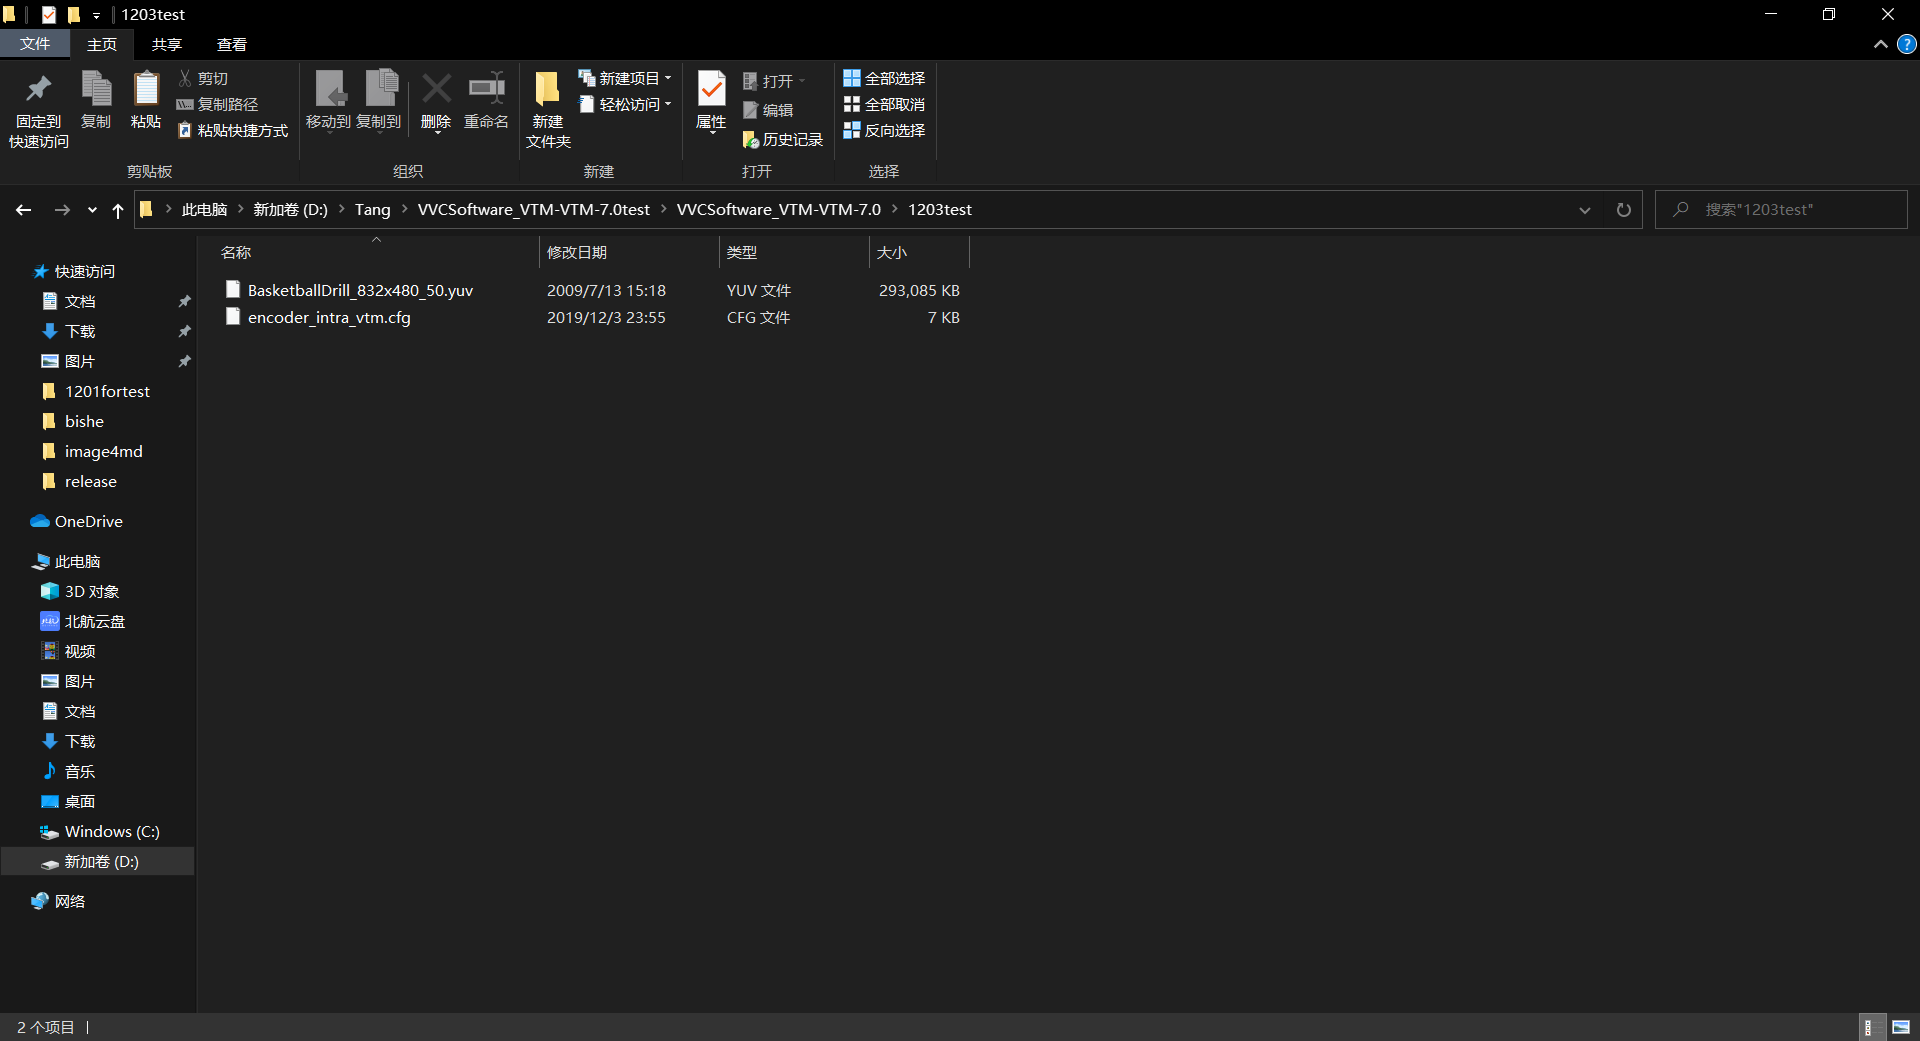 1203test
文件 主页 共享 查看
固定到
快速访问
复制
粘贴
剪切
复制路径
粘贴快捷方式
剪贴板
移动到
复制到
删除
重命名
组织
新建
文件夹
新建项目
轻松访问
新建
属性
打开
编辑
历史记录
打开
全部选择
全部取消
反向选择
选择
此电脑 新加卷 (D:) Tang VVCSoftware_VTM-VTM-7.0test VVCSoftware_VTM-VTM-7.0 1203test
搜索"1203test"
快速访问
文档
下载
图片
1201fortest
bishe
image4md
release
OneDrive
此电脑
3D 对象
北航云盘
视频
图片
文档
下载
音乐
桌面
Windows (C:)
新加卷 (D:)
网络
名称 修改日期 类型 大小
BasketballDrill_832x480_50.yuv 2009/7/13 15:18 YUV 文件 293,085 KB
encoder_intra_vtm.cfg 2019/12/3 23:55 CFG 文件 7 KB
2 个项目